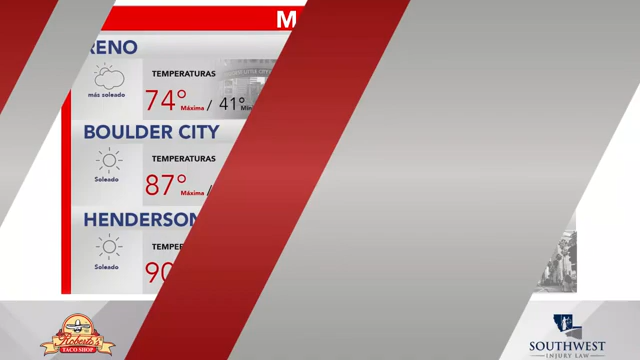 M
RENO
TEMPERATURAS
más soleado
74° Máxima / 41° Min
BOULDER CITY
TEMPERATURAS
Soleado
87° Máxima /
HENDERSON
TEMPE
Soleado
90
Roberto's
TACO SHOP
SOUTHWEST
INJURY LAW